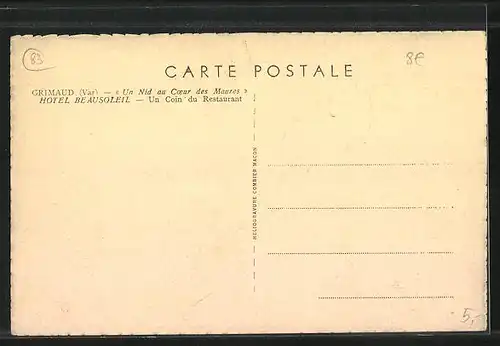 83
8€
CARTE POSTALE
GRIMAUD (Var) — « Un Nid au Cœur des Maures »
HOTEL BEAUSOLEIL — Un Coin du Restaurant
HELIOGRAVURE COMBIER MACON
5,-